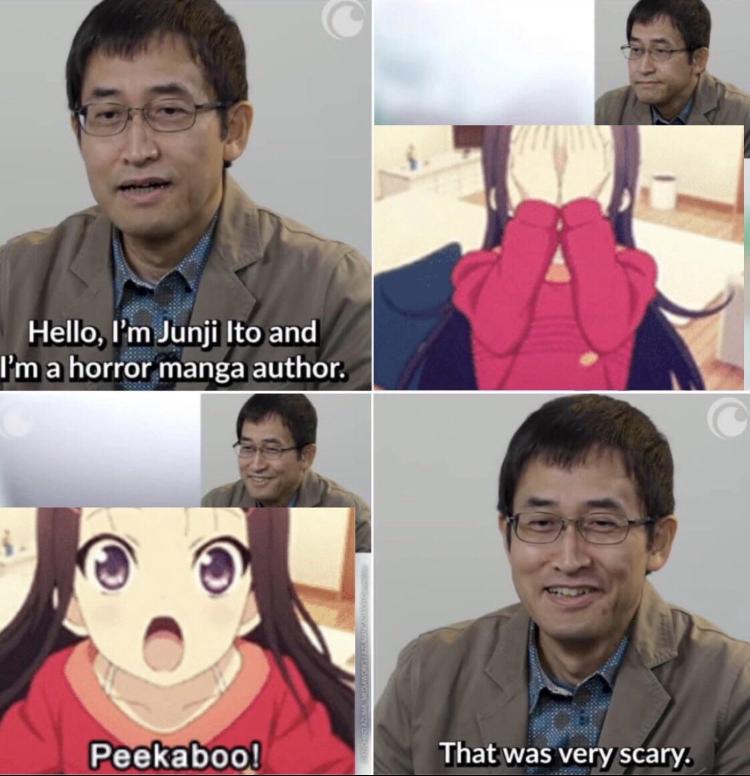 Hello, I'm Junji Ito and
I'm a horror manga author.
Peekaboo!
That was very scary.